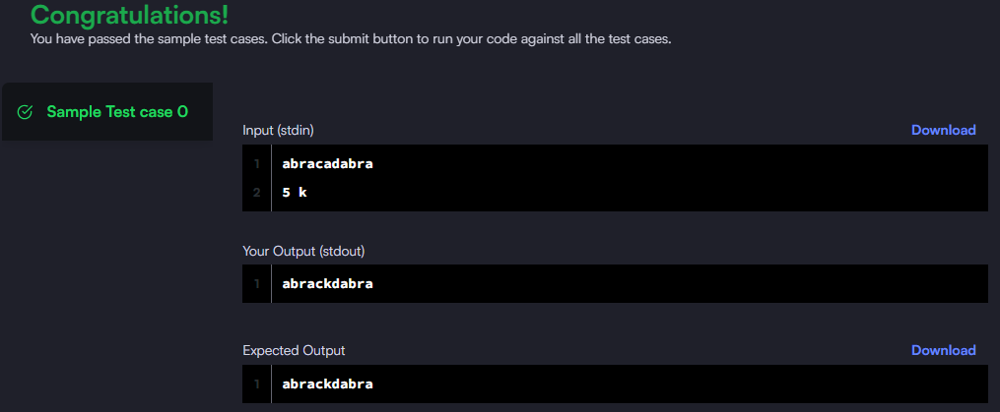 Congratulations!
You have passed the sample test cases. Click the submit button to run your code against all the test cases.
Sample Test case 0
Input (stdin)
Download
1 abracadabra
2 5 k
Your Output (stdout)
1 abrackdabra
Expected Output
Download
1 abrackdabra